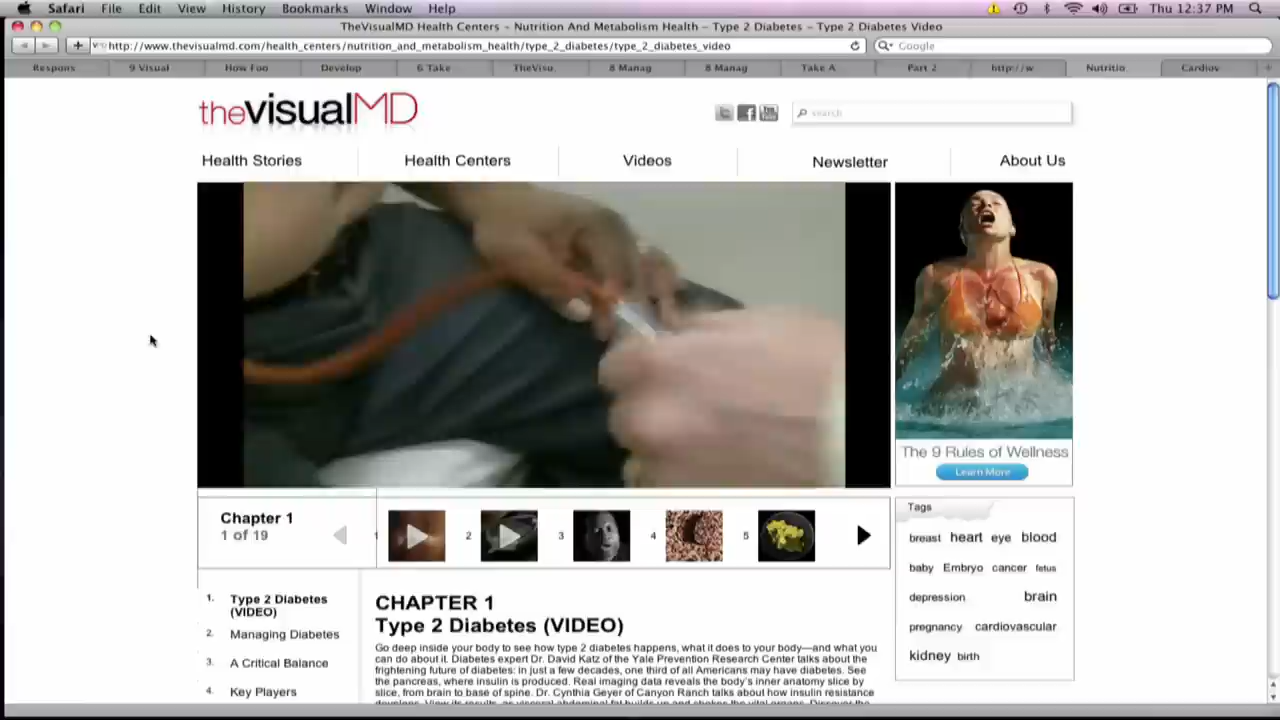 Safari File Edit View History Bookmarks Window Help Thu 12:37 PM
TheVisualMD Health Centers – Nutrition And Metabolism Health – Type 2 Diabetes – Type 2 Diabetes Video
http://www.thevisualmd.com/health_centers/nutrition_and_metabolism_health/type_2_diabetes/type_2_diabetes_video Google
Respons 9 Visual How Foo Develop 6 Take TheVisu. 8 Manag 8 Manag Take A Part 2 http://w Nutritio Cardiov
thevisualMD
You Tube
search
Health Stories Health Centers Videos Newsletter About Us
The 9 Rules of Wellness
Learn More
Chapter 1
1 of 19
1 2 3 4 5
Tags
breast heart eye blood
baby Embryo cancer fetus
depression brain
pregnancy cardiovascular
kidney birth
1. Type 2 Diabetes
(VIDEO)
2. Managing Diabetes
3. A Critical Balance
4. Key Players
CHAPTER 1
Type 2 Diabetes (VIDEO)
Go deep inside your body to see how type 2 diabetes happens, what it does to your body—and what you
can do about it. Diabetes expert Dr. David Katz of the Yale Prevention Research Center talks about the
frightening future of diabetes: in just a few decades, one third of all Americans may have diabetes. See
the pancreas, where insulin is produced. Real imaging data reveals the body's inner anatomy slice by
slice, from brain to base of spine. Dr. Cynthia Geyer of Canyon Ranch talks about how insulin resistance